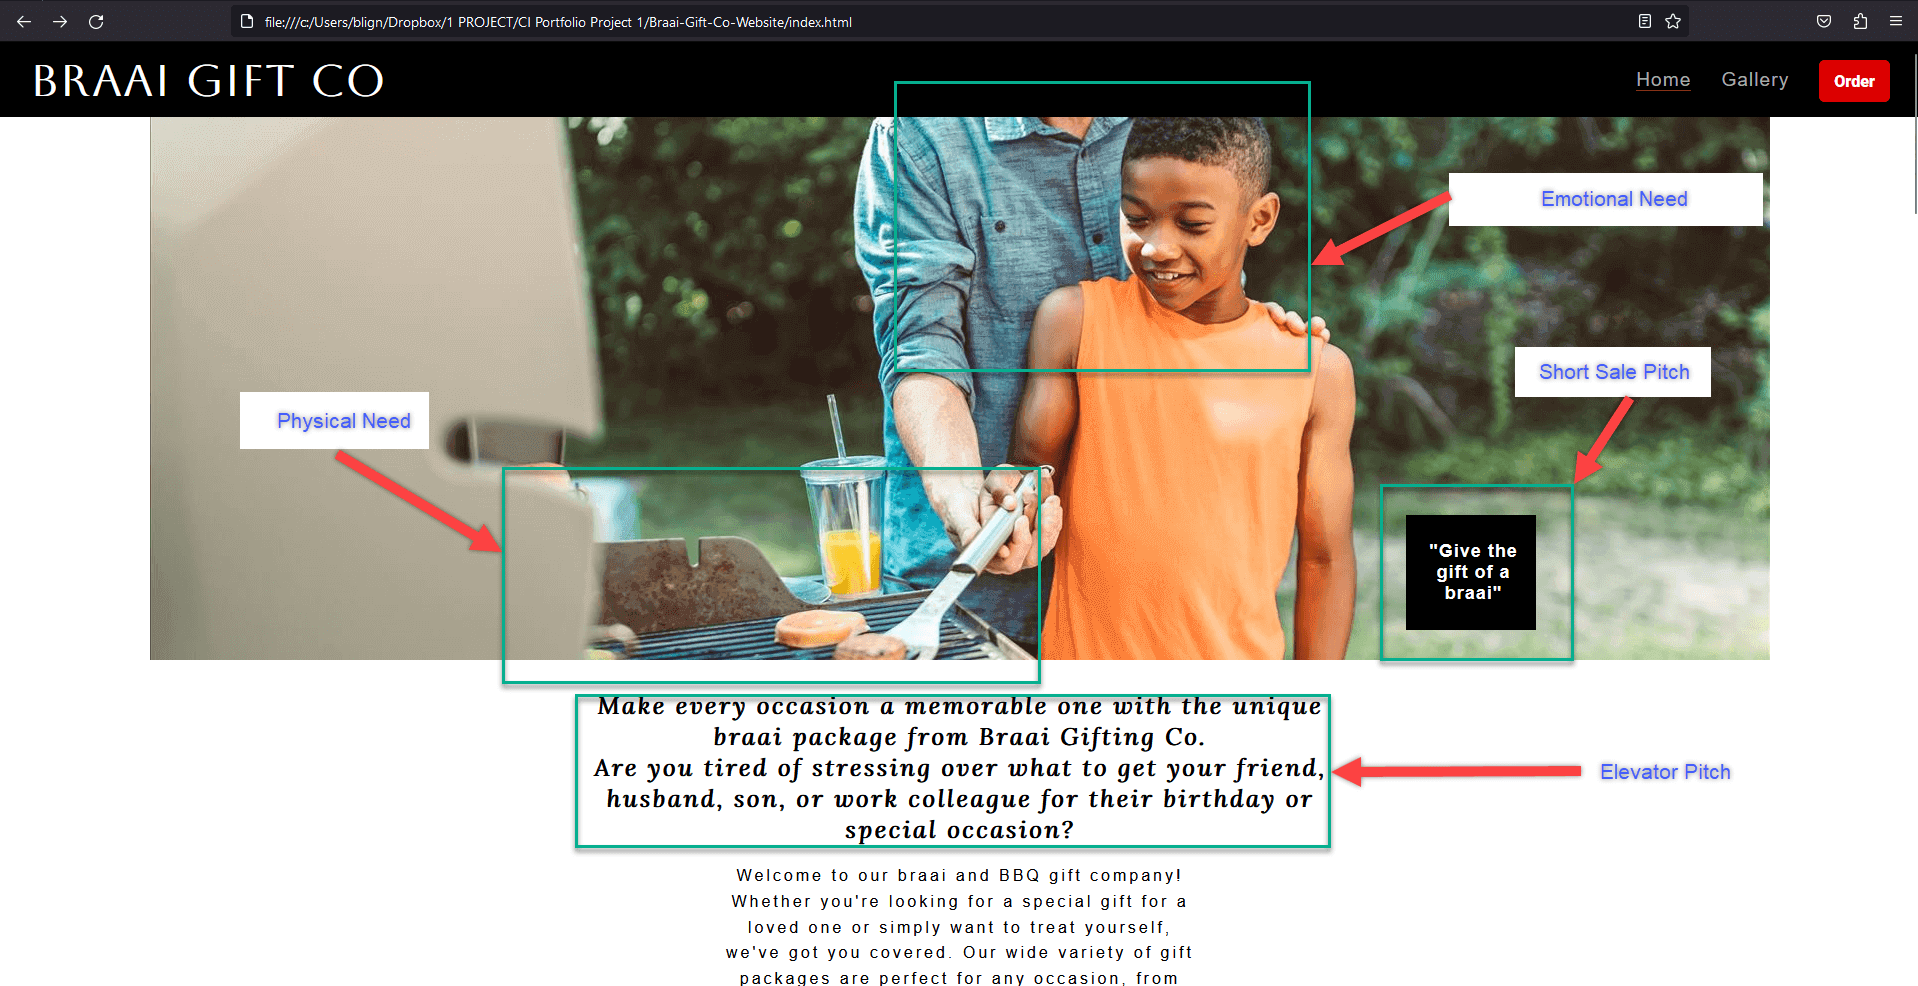 file:///c:/Users/blign/Dropbox/1 PROJECT/CI Portfolio Project 1/Braai-Gift-Co-Website/index.html
BRAAI GIFT CO
Home
Gallery
Order
Emotional Need
Short Sale Pitch
Physical Need
"Give the
gift of a
braai"
Make every occasion a memorable one with the unique
braai package from Braai Gifting Co.
Are you tired of stressing over what to get your friend,
husband, son, or work colleague for their birthday or
special occasion?
Elevator Pitch
Welcome to our braai and BBQ gift company!
Whether you're looking for a special gift for a
loved one or simply want to treat yourself,
we've got you covered. Our wide variety of gift
packages are perfect for any occasion, from